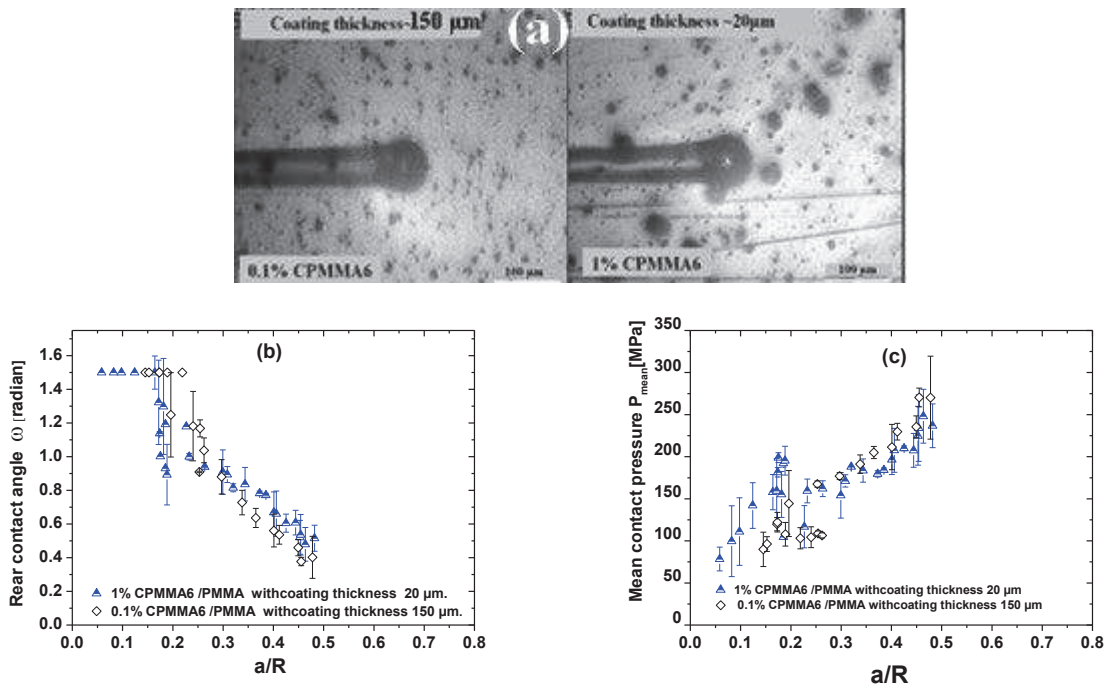 Coating thickness~150 µm
(a)
Coating thickness ~20µm
0.1% CPMMA6
100 µm
1% CPMMA6
100 µm
(b)
1.6
1.4
1.2
1.0
0.8
0.6
0.4
0.2
0.0
Rear contact angle ω [radian]
1% CPMMA6 /PMMA withcoating thickness 20 µm.
0.1% CPMMA6 /PMMA withcoating thickness 150 µm.
0.0 0.1 0.2 0.3 0.4 0.5 0.6 0.7 0.8
a/R
(c)
350
300
250
200
150
100
50
0
Mean contact pressure Pmean[MPa]
1% CPMMA6 /PMMA withcoating thickness 20 µm
0.1% CPMMA6 /PMMA withcoating thickness 150 µm
0.0 0.1 0.2 0.3 0.4 0.5 0.6 0.7 0.8
a/R